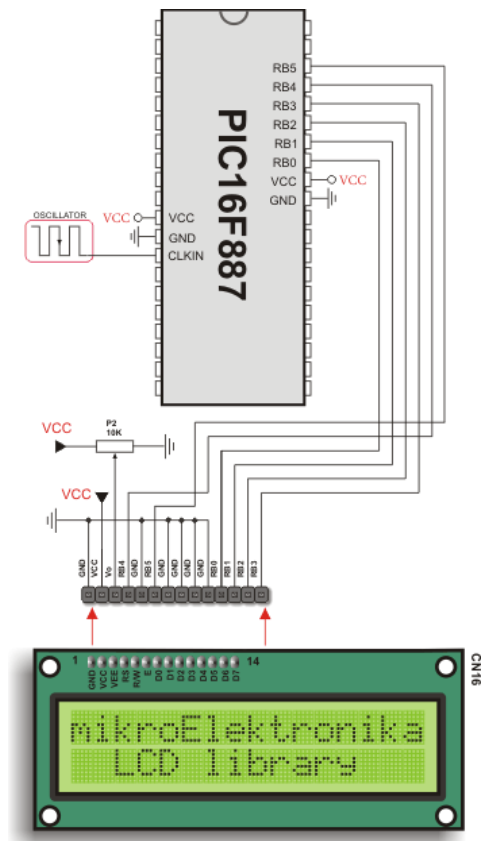 RB5
RB4
RB3
RB2
RB1
RB0
VCC VCC
GND
PIC16F887
OSCILLATOR
VCC VCC
GND
CLKIN
P2
10K
VCC
VCC
GND
VCC
Vo
RB4
GND
RB5
GND
GND
GND
GND
RB0
RB1
RB2
RB3
1 14
GND
VCC
VEE
RS
R/W
E
D0
D1
D2
D3
D4
D5
D6
D7
CN16
mikroElektronika
LCD library